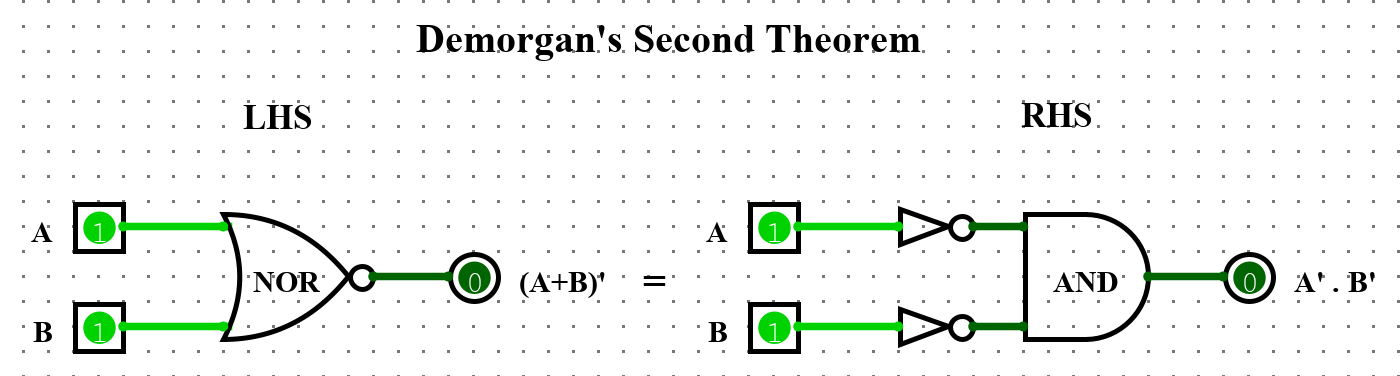 Demorgan's Second Theorem
LHS
RHS
A 1
B 1
NOR
0 (A+B)' =
A 1
B 1
AND
0 A' . B'